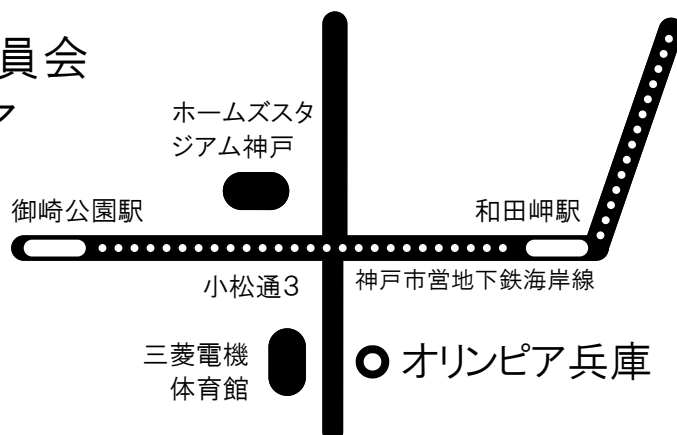 員会
ホームズスタ
ジアム神戸
御崎公園駅
和田岬駅
小松通3
神戸市営地下鉄海岸線
三菱電機
体育館
オリンピア兵庫